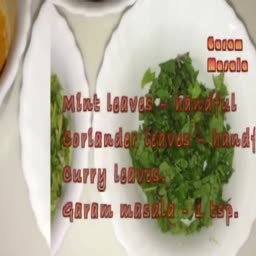 Garam
Masala
Mint leaves - handful
Coriander leaves - handf
Curry leaves.
Garam masala - 1 tsp.